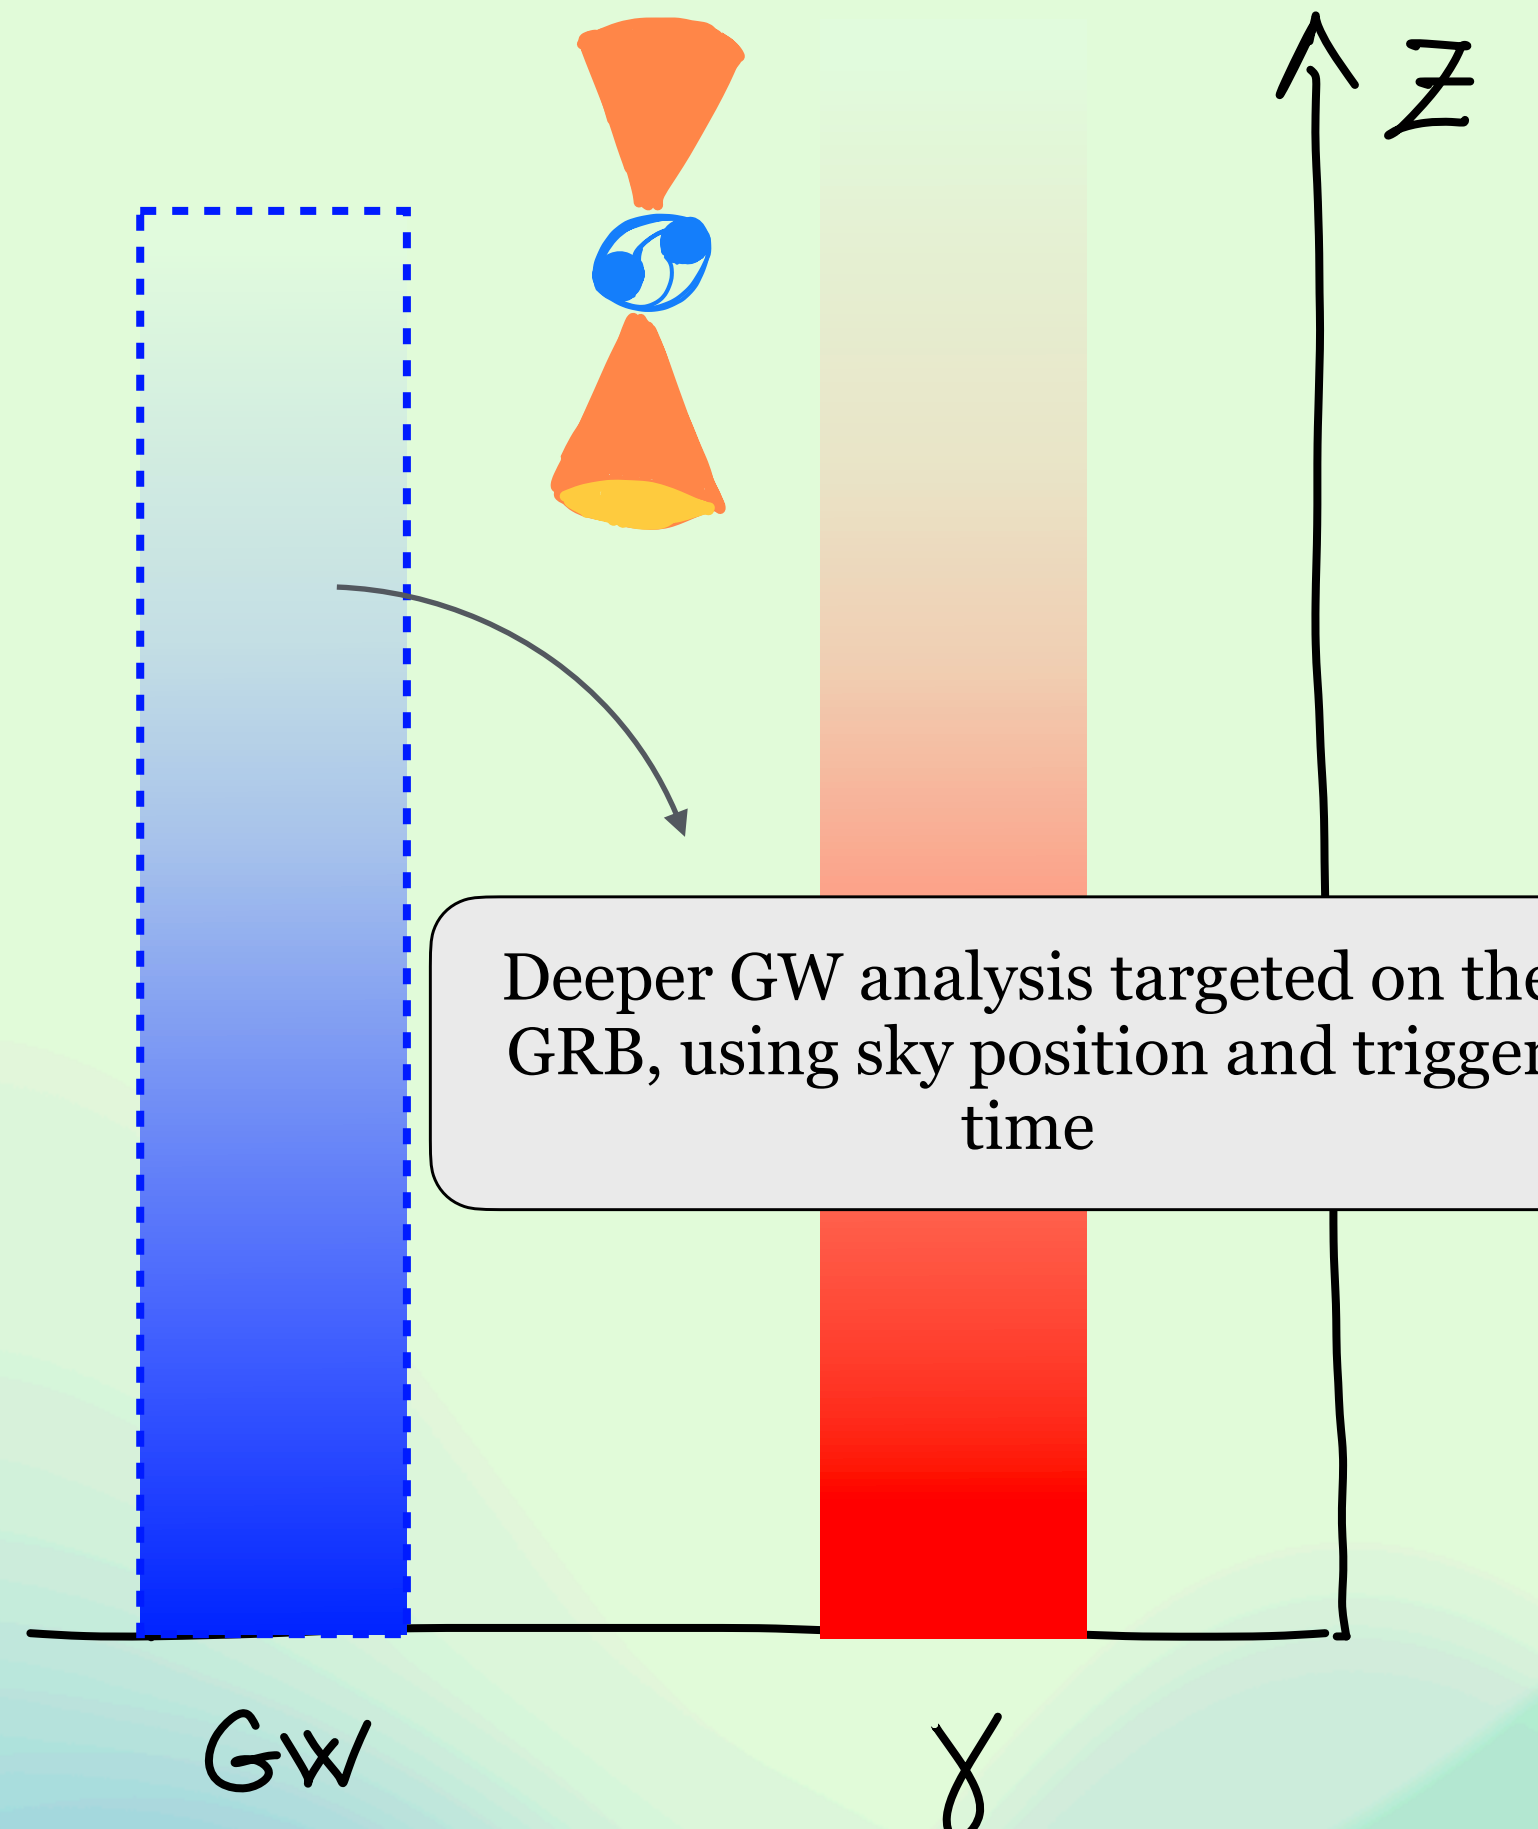 z
Deeper GW analysis targeted on the
GRB, using sky position and trigger
time
GW
γ